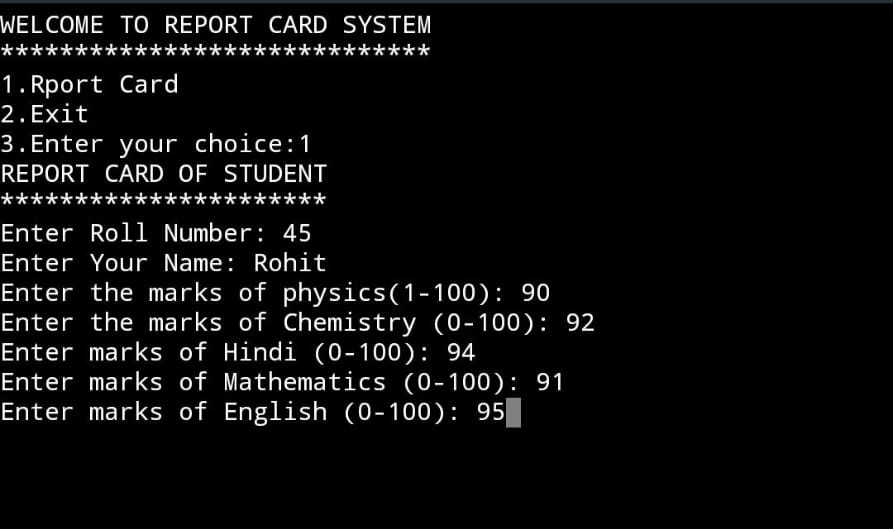 WELCOME TO REPORT CARD SYSTEM
*****************************
1.Rport Card
2.Exit
3.Enter your choice:1
REPORT CARD OF STUDENT
**********************
Enter Roll Number: 45
Enter Your Name: Rohit
Enter the marks of physics(1-100): 90
Enter the marks of Chemistry (0-100): 92
Enter marks of Hindi (0-100): 94
Enter marks of Mathematics (0-100): 91
Enter marks of English (0-100): 95